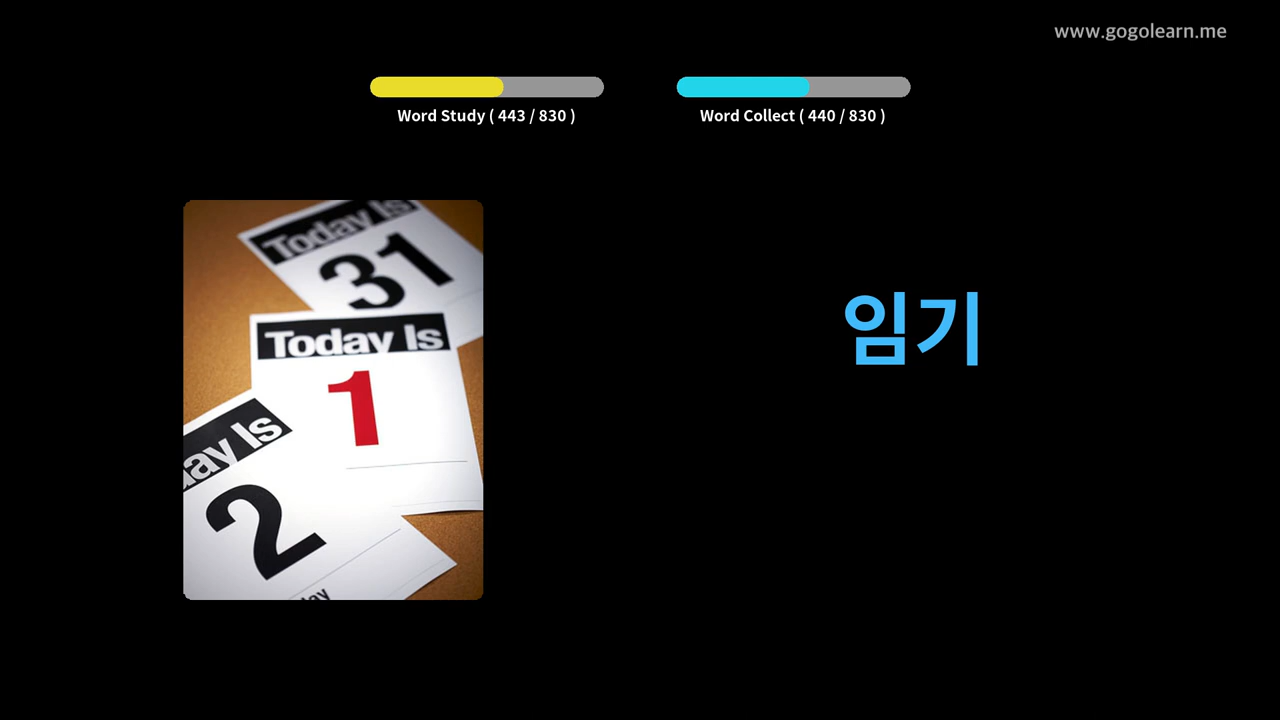 www.gogolearn.me
Word Study ( 443 / 830 )
Word Collect ( 440 / 830 )
Today Is
31
Today Is
1
ay Is
2
ay
임기